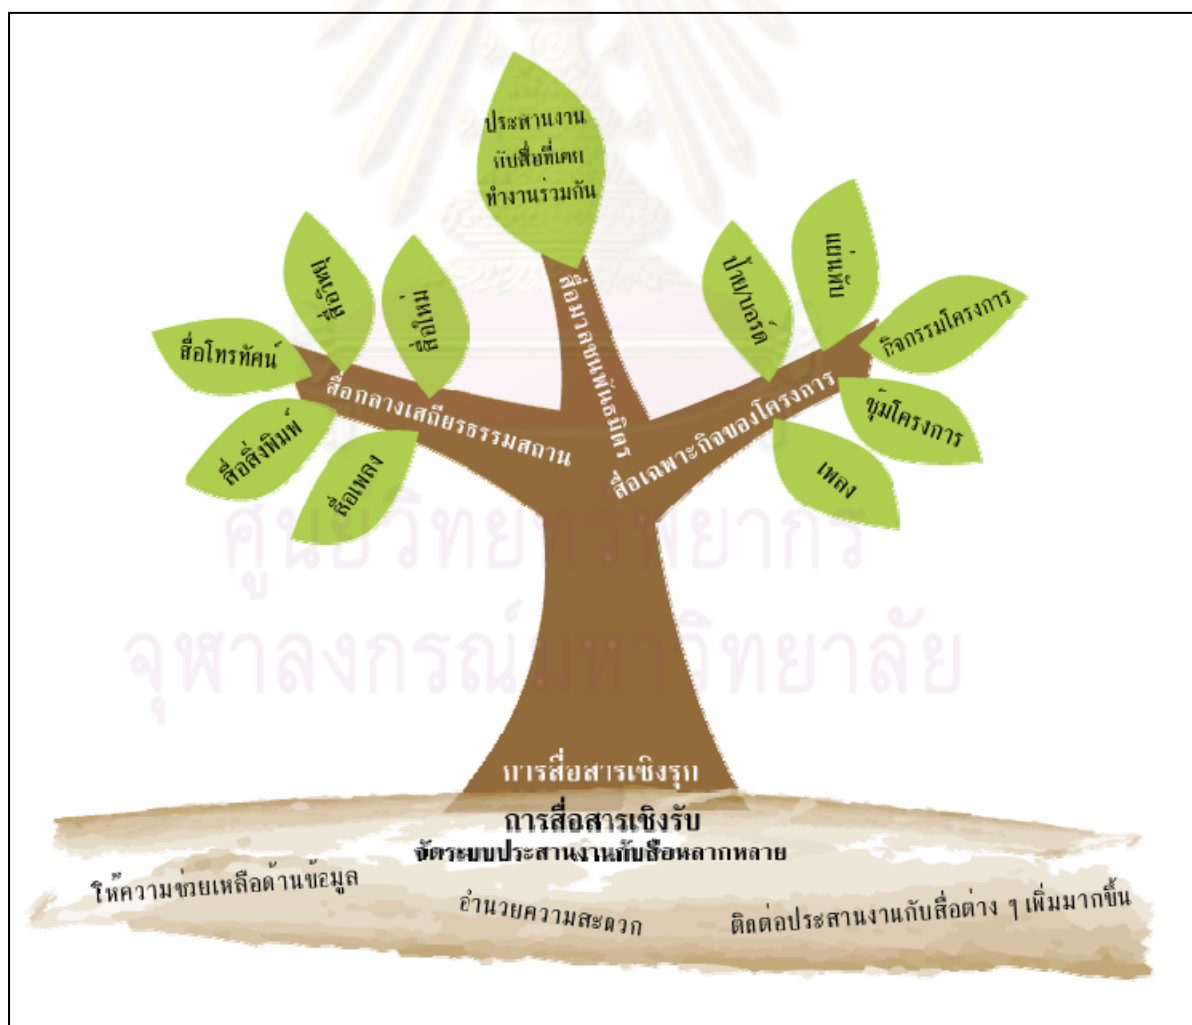 ประสานงาน
กับสื่อที่เคย
ทำงานร่วมกัน
สื่อวิทยุ
สื่อใหม่
สื่อโทรทัศน์
สื่อสิ่งพิมพ์
สื่อเพลง
ป้าย/บอร์ด
แผ่นพับ
กิจกรรมโครงการ
ซุ้มโครงการ
เพลง
สื่อกลางเสถียรธรรมสถาน
สื่อมวลชนพันธมิตร
สื่อเฉพาะกิจของโครงการ
ศูนย์วิทยทรัพยากร
จุฬาลงกรณ์มหาวิทยาลัย
การสื่อสารเชิงรุก
การสื่อสารเชิงรับ
จัดระบบประสานงานกับสื่อหลากหลาย
ให้ความช่วยเหลือด้านข้อมูล
อำนวยความสะดวก
ติดต่อประสานงานกับสื่อต่าง ๆ เพิ่มมากขึ้น